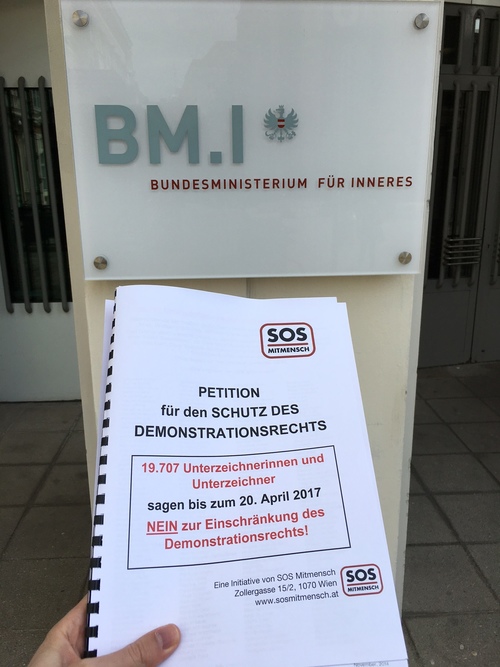 BM.I
BUNDESMINISTERIUM FÜR INNERES
SOS
MITMENSCH
PETITION
für den SCHUTZ DES
DEMONSTRATIONSRECHTS
19.707 Unterzeichnerinnen und
Unterzeichner
sagen bis zum 20. April 2017
NEIN zur Einschränkung des
Demonstrationsrechts!
Eine Initiative von SOS Mitmensch
Zollergasse 15/2, 1070 Wien
www.sosmitmensch.at
SOS
MITMENSCH